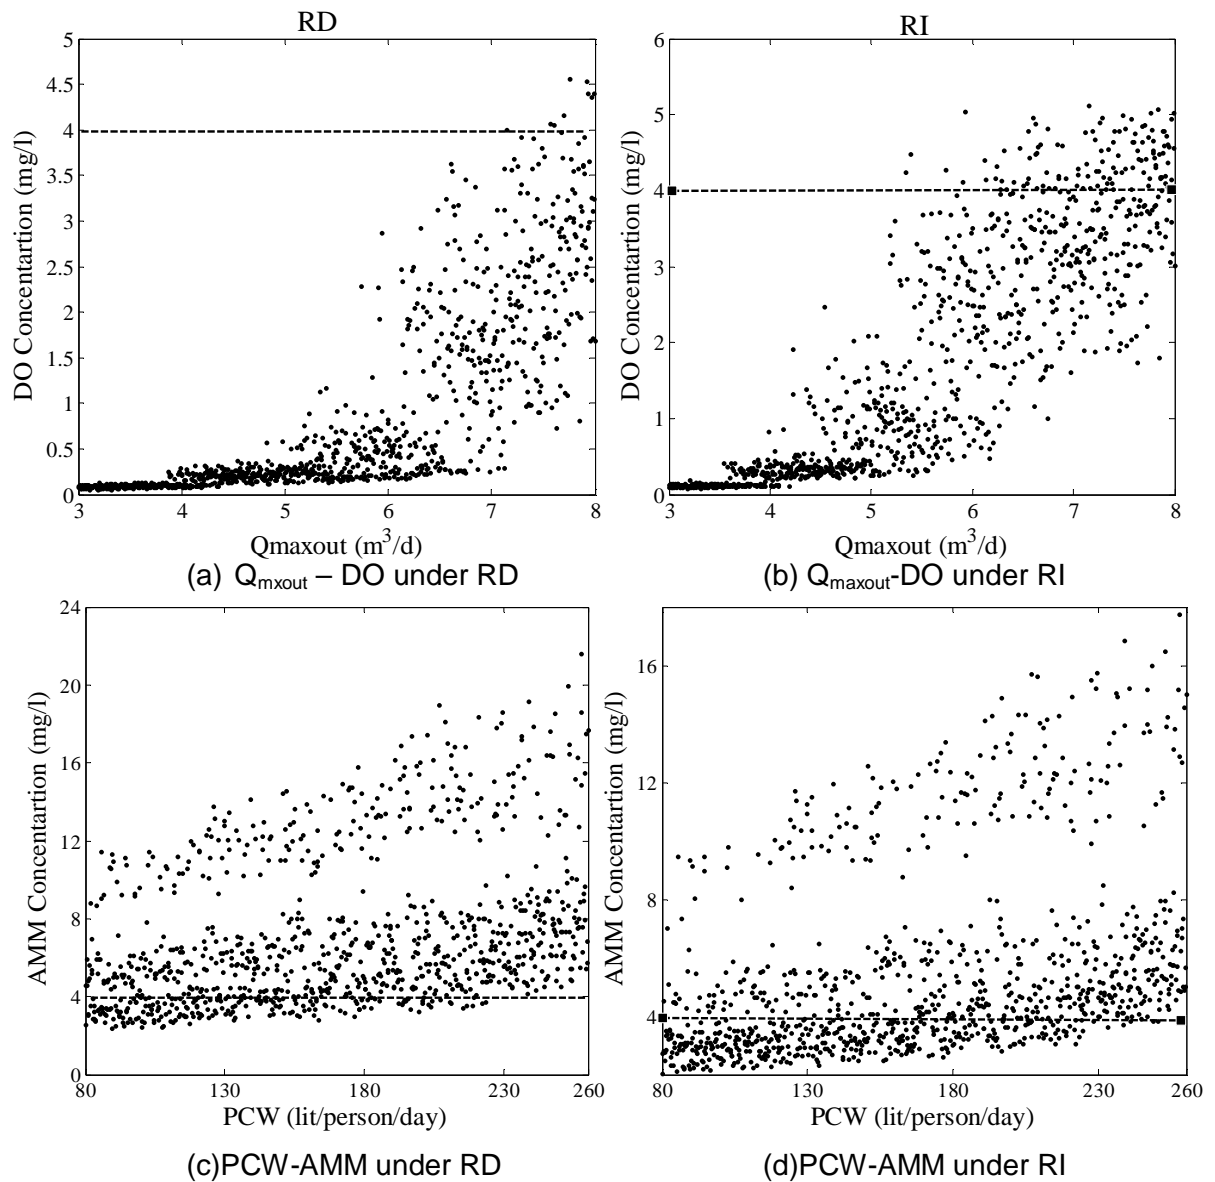 RD
5
4.5
4
3.5
3
2.5
2
1.5
1
0.5
0
DO Concentartion (mg/l)
3 4 5 6 7 8
Qmaxout (m³/d)
(a) Qmxout – DO under RD
RI
6
5
4
3
2
1
0
DO Concentartion (mg/l)
3 4 5 6 7 8
Qmaxout (m³/d)
(b) Qmaxout-DO under RI
24
20
16
12
8
4
0
AMM Concentartion (mg/l)
80 130 180 230 260
PCW (lit/person/day)
(c)PCW-AMM under RD
16
12
8
4
AMM Concentartion (mg/l)
80 130 180 230 260
PCW (lit/person/day)
(d)PCW-AMM under RI